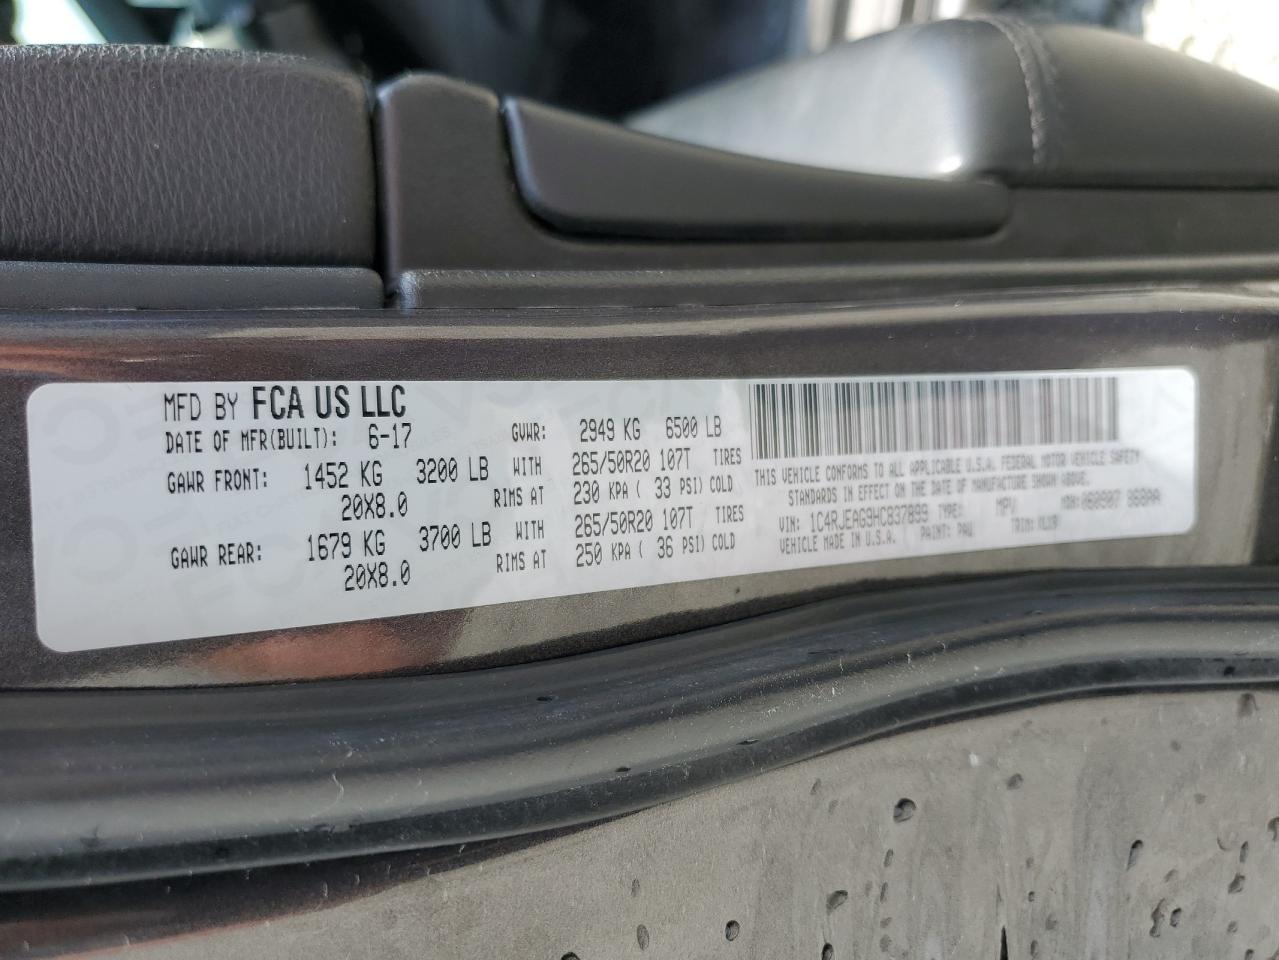 MFD BY FCA US LLC
DATE OF MFR(BUILT): 6-17 GVWR: 2949 KG 6500 LB
GAWR FRONT: 1452 KG 3200 LB WITH 265/50R20 107T TIRES
20X8.0 RIMS AT 230 KPA ( 33 PSI) COLD
GAWR REAR: 1679 KG 3700 LB WITH 265/50R20 107T TIRES
20X8.0 RIMS AT 250 KPA ( 36 PSI) COLD
THIS VEHICLE CONFORMS TO ALL APPLICABLE U.S.A. FEDERAL MOTOR VEHICLE SAFETY
STANDARDS IN EFFECT ON THE DATE OF MANUFACTURE SHOWN ABOVE.
VIN: 1C4RJEAG9HC837899 TYPE: MPV MDH: 060907 868AA
VEHICLE MADE IN U.S.A. PAINT: PAU TRIM: